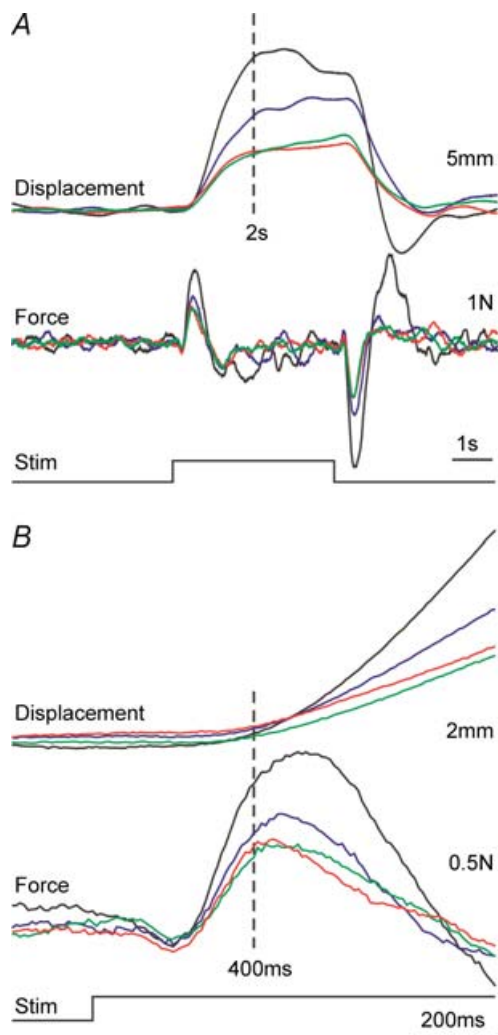 A
5mm
Displacement
2s
Force
1N
1s
Stim
B
Displacement
2mm
0.5N
Force
400ms
Stim
200ms